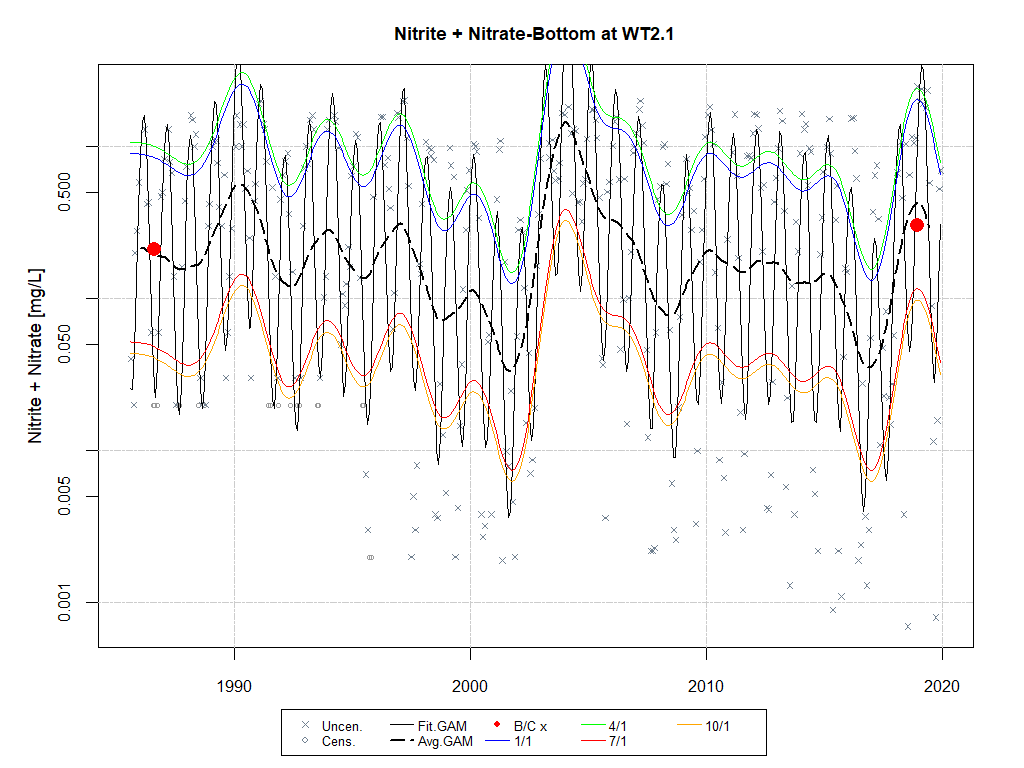 Nitrite + Nitrate-Bottom at WT2.1
Nitrite + Nitrate [mg/L]
0.500
0.050
0.005
0.001
1990 2000 2010 2020
Uncen. Fit.GAM B/C x 4/1 10/1
Cens. Avg.GAM 1/1 7/1